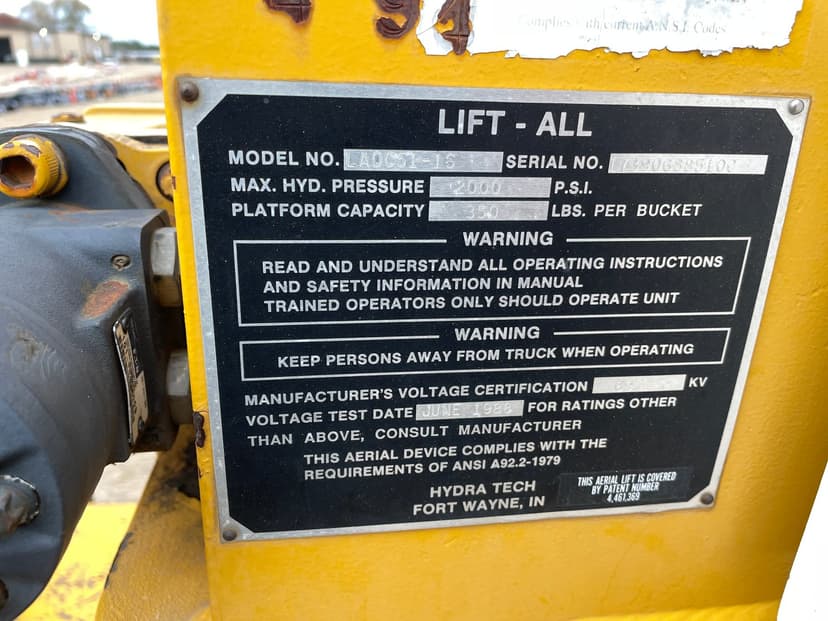 Complies with current A.N.S.I. Codes
LIFT - ALL
MODEL NO. SERIAL NO.
MAX. HYD. PRESSURE 2000 P.S.I.
PLATFORM CAPACITY 350 LBS. PER BUCKET
WARNING
READ AND UNDERSTAND ALL OPERATING INSTRUCTIONS
AND SAFETY INFORMATION IN MANUAL
TRAINED OPERATORS ONLY SHOULD OPERATE UNIT
WARNING
KEEP PERSONS AWAY FROM TRUCK WHEN OPERATING
MANUFACTURER'S VOLTAGE CERTIFICATION KV
VOLTAGE TEST DATE JUNE FOR RATINGS OTHER
THAN ABOVE, CONSULT MANUFACTURER
THIS AERIAL DEVICE COMPLIES WITH THE
REQUIREMENTS OF ANSI A92.2-1979
HYDRA TECH
FORT WAYNE, IN
THIS AERIAL LIFT IS COVERED
BY PATENT NUMBER
4,461,369